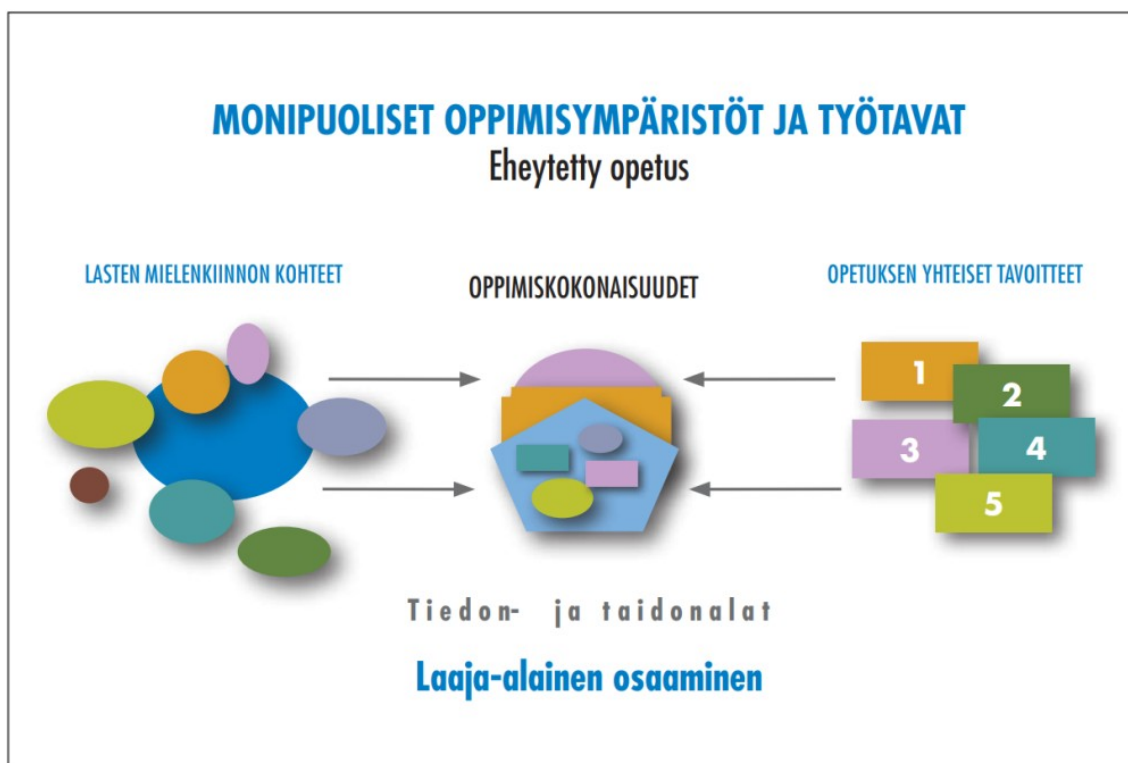 MONIPUOLISET OPPIMISYMPÄRISTÖT JA TYÖTAVAT
Eheytetty opetus
LASTEN MIELENKIINNON KOHTEET
OPPIMISKOKONAISUUDET
OPETUKSEN YHTEISET TAVOITTEET
1
2
3
4
5
Tiedon- ja taidonalat
Laaja-alainen osaaminen